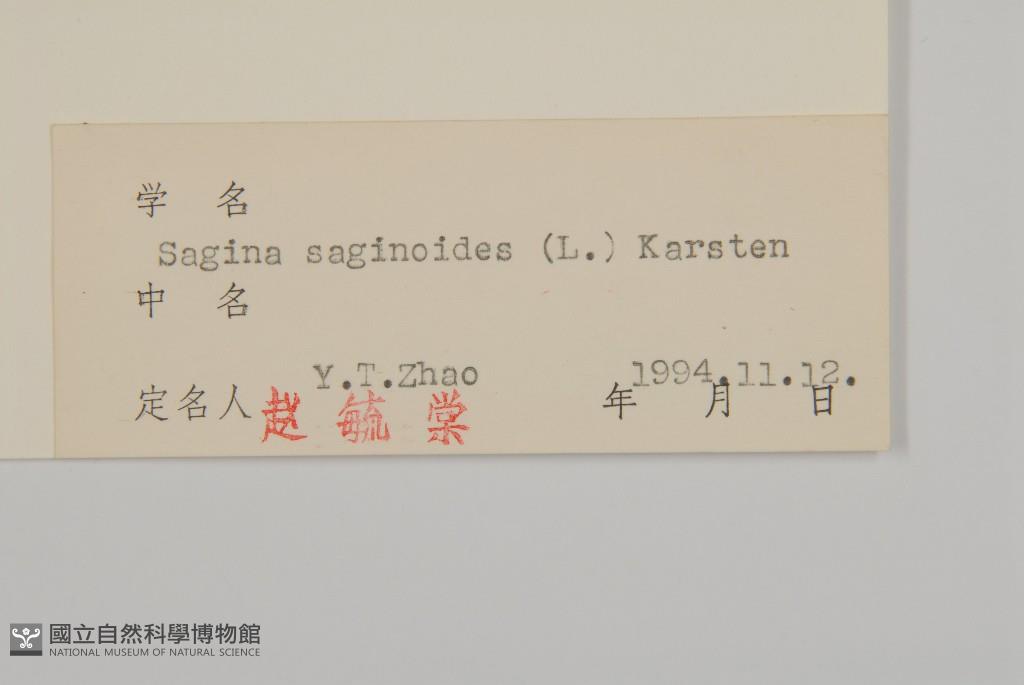 学 名
Sagina saginoides (L.) Karsten
中 名
Y.T.Zhao 1994.11.12.
定名人 赵毓棠 年 月 日
國立自然科學博物館
NATIONAL MUSEUM OF NATURAL SCIENCE